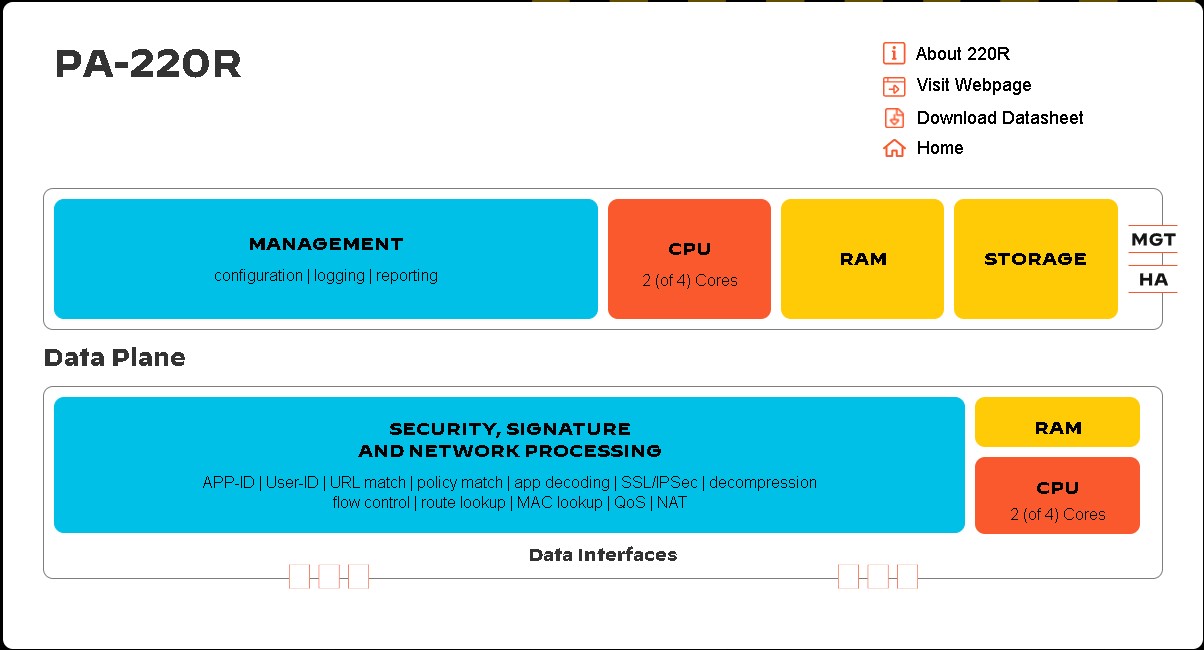 PA-220R
About 220R
Visit Webpage
Download Datasheet
Home
MANAGEMENT
configuration | logging | reporting
CPU
2 (of 4) Cores
RAM
STORAGE
MGT
HA
Data Plane
SECURITY, SIGNATURE
AND NETWORK PROCESSING
APP-ID | User-ID | URL match | policy match | app decoding | SSL/IPSec | decompression
flow control | route lookup | MAC lookup | QoS | NAT
RAM
CPU
2 (of 4) Cores
Data Interfaces